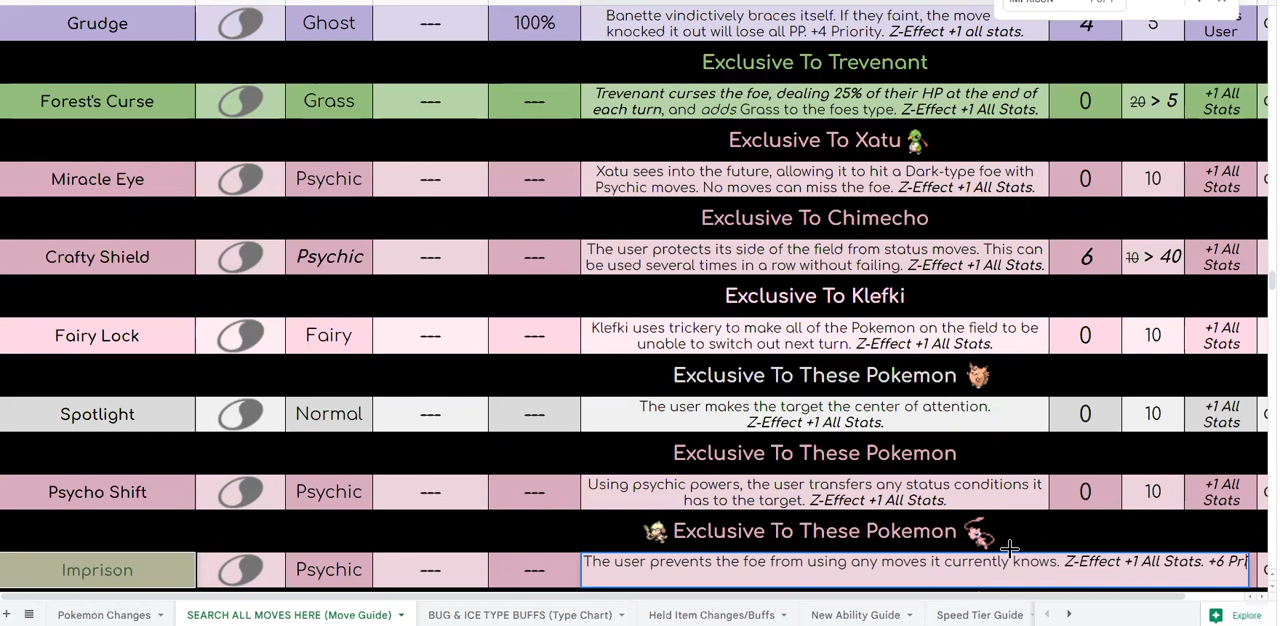 Grudge Ghost --- 100% Banette vindictively braces itself. If they faint, the move
knocked it out will lose all PP. +4 Priority. Z-Effect +1 all stats. 4 5 User
Exclusive To Trevenant
Forest's Curse Grass --- --- Trevenant curses the foe, dealing 25% of their HP at the end of
each turn, and adds Grass to the foes type. Z-Effect +1 All Stats. 0 20 > 5 +1 All
Stats
Exclusive To Xatu
Miracle Eye Psychic --- --- Xatu sees into the future, allowing it to hit a Dark-type foe with
Psychic moves. No moves can miss the foe. Z-Effect +1 All Stats. 0 10 +1 All
Stats
Exclusive To Chimecho
Crafty Shield Psychic --- --- The user protects its side of the field from status moves. This can
be used several times in a row without failing. Z-Effect +1 All Stats. 6 10 > 40 +1 All
Stats
Exclusive To Klefki
Fairy Lock Fairy --- --- Klefki uses trickery to make all of the Pokemon on the field to be
unable to switch out next turn. Z-Effect +1 All Stats. 0 10 +1 All
Stats
Exclusive To These Pokemon
Spotlight Normal --- --- The user makes the target the center of attention.
Z-Effect +1 All Stats. 0 10 +1 All
Stats
Exclusive To These Pokemon
Psycho Shift Psychic --- --- Using psychic powers, the user transfers any status conditions it
has to the target. Z-Effect +1 All Stats. 0 10 +1 All
Stats
Exclusive To These Pokemon
Imprison Psychic --- --- The user prevents the foe from using any moves it currently knows. Z-Effect +1 All Stats. +6 Pri
+ Pokemon Changes SEARCH ALL MOVES HERE (Move Guide) BUG & ICE TYPE BUFFS (Type Chart) Held Item Changes/Buffs New Ability Guide Speed Tier Guide Explore